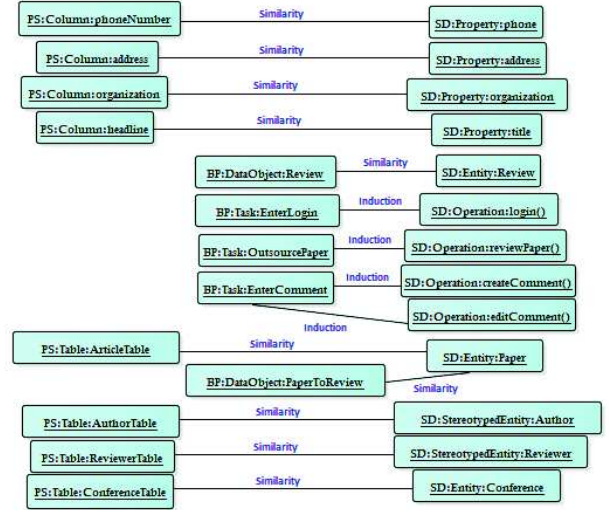 PS:Column:phoneNumber Similarity SD:Property:phone
PS:Column:address Similarity SD:Property:address
PS:Column:organization Similarity SD:Property:organization
PS:Column:headline Similarity SD:Property:title
BP:DataObject:Review Similarity SD:Entity:Review
BP:Task:EnterLogin Induction SD:Operation:login()
BP:Task:OutsourcePaper Induction SD:Operation:reviewPaper()
BP:Task:EnterComment Induction SD:Operation:createComment()
SD:Operation:editComment()
Induction
PS:Table:ArticleTable Similarity SD:Entity:Paper
BP:DataObject:PaperToReview Similarity
PS:Table:AuthorTable Similarity SD:StereotypedEntity:Author
PS:Table:ReviewerTable Similarity SD:StereotypedEntity:Reviewer
PS:Table:ConferenceTable Similarity SD:Entity:Conference